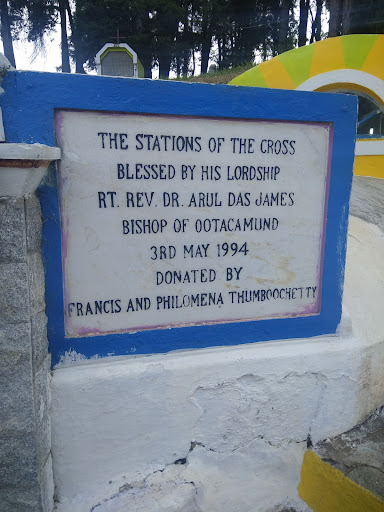 THE STATIONS OF THE CROSS
BLESSED BY HIS LORDSHIP
RT. REV. DR. ARUL DAS JAMES
BISHOP OF OOTACAMUND
3RD MAY 1994
DONATED BY
FRANCIS AND PHILOMENA THUMBOOCHETTY